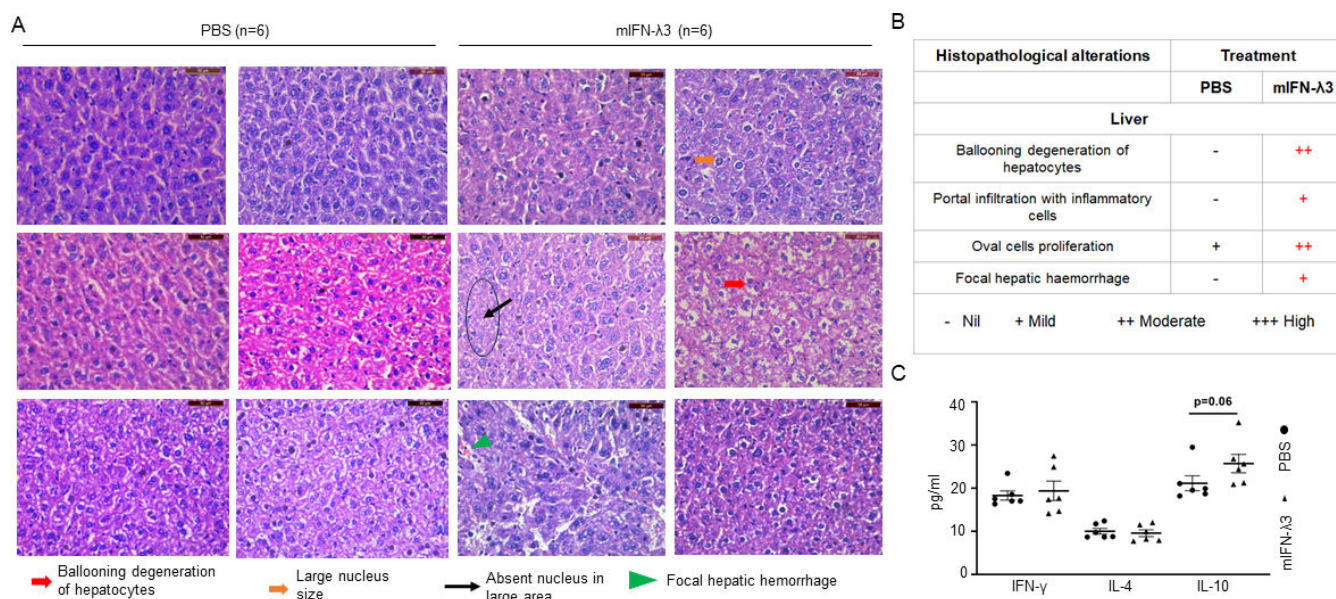 A
PBS (n=6)
mIFN-λ3 (n=6)
Ballooning degeneration
of hepatocytes
Large nucleus
size
Absent nucleus in
large area
Focal hepatic hemorrhage
B
Histopathological alterations
Treatment
PBS
mIFN-λ3
Liver
Ballooning degeneration of
hepatocytes
-
++
Portal infiltration with inflammatory
cells
-
+
Oval cells proliferation
+
++
Focal hepatic haemorrhage
-
+
- Nil + Mild ++ Moderate +++ High
C
p=0.06
pg/ml
40
30
20
10
0
IFN-γ
IL-4
IL-10
PBS
mIFN-λ3